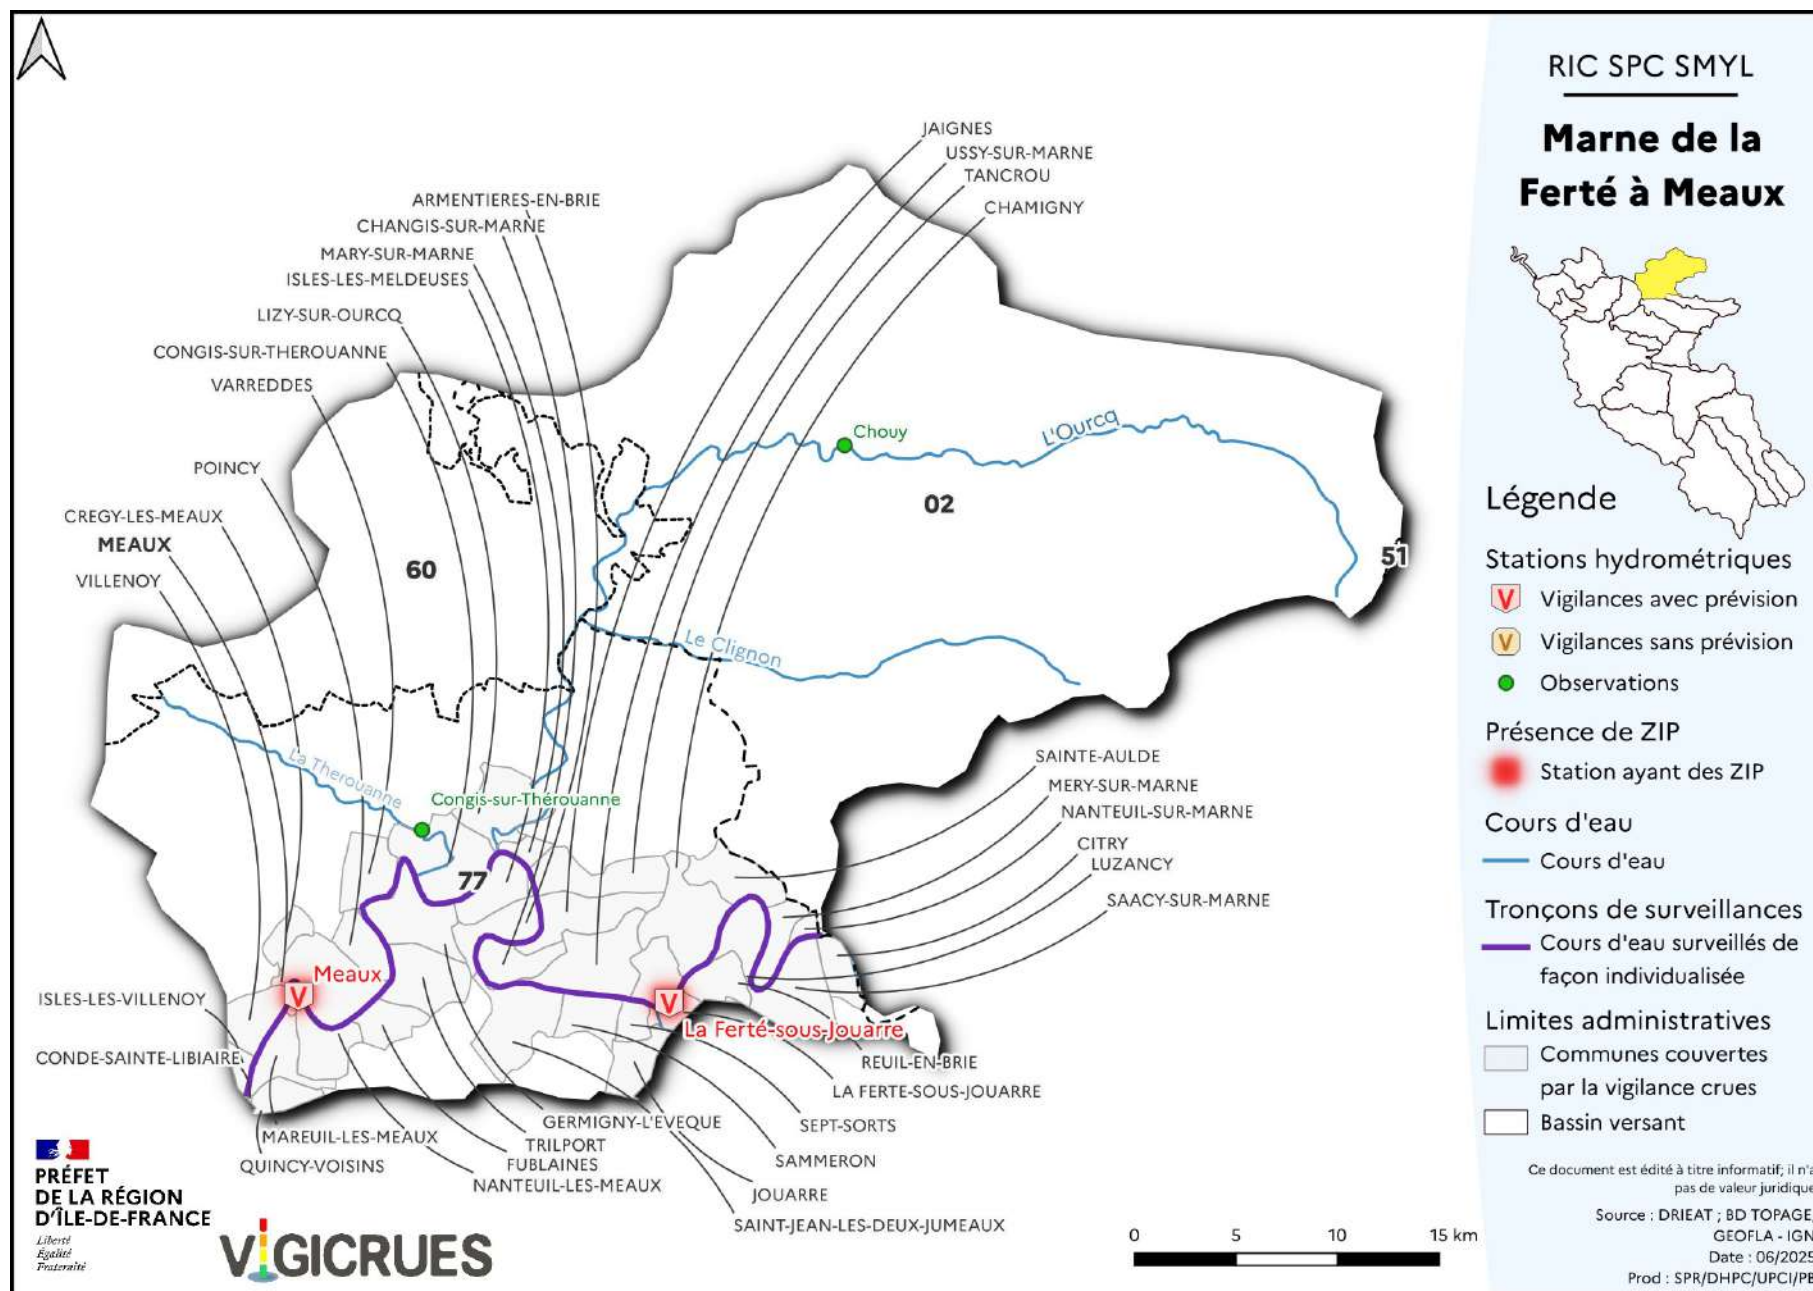 RIC SPC SMYL
Marne de la
Ferté à Meaux
JAIGNES
USSY-SUR-MARNE
TANCROU
CHAMIGNY
ARMENTIERES-EN-BRIE
CHANGIS-SUR-MARNE
MARY-SUR-MARNE
ISLES-LES-MELDEUSES
LIZY-SUR-OURCQ
CONGIS-SUR-THEROUANNE
VARREDDES
POINCY
CREGY-LES-MEAUX
MEAUX
VILLENOY
Chouy
L'Ourcq
02
51
60
Le Clignon
La Therouanne
Congis-sur-Thérouanne
77
SAINTE-AULDE
MERY-SUR-MARNE
NANTEUIL-SUR-MARNE
CITRY
LUZANCY
SAACY-SUR-MARNE
V
Meaux
V
La Ferté-sous-Jouarre
ISLES-LES-VILLENOY
CONDE-SAINTE-LIBIAIRE
MAREUIL-LES-MEAUX
QUINCY-VOISINS
GERMIGNY-L'EVEQUE
TRILPORT
FUBLAINES
NANTEUIL-LES-MEAUX
REUIL-EN-BRIE
LA FERTE-SOUS-JOUARRE
SEPT-SORTS
SAMMERON
JOUARRE
SAINT-JEAN-LES-DEUX-JUMEAUX
Légende
Stations hydrométriques
V Vigilances avec prévision
V Vigilances sans prévision
Observations
Présence de ZIP
Station ayant des ZIP
Cours d'eau
Cours d'eau
Tronçons de surveillances
Cours d'eau surveillés de
façon individualisée
Limites administratives
Communes couvertes
par la vigilance crues
Bassin versant
Ce document est édité à titre informatif; il n'a
pas de valeur juridique
Source : DRIEAT ; BD TOPAGE,
GEOFLA - IGN
Date : 06/2025
Prod : SPR/DHPC/UPCI/PB
0 5 10 15 km
PRÉFET
DE LA RÉGION
D'ÎLE-DE-FRANCE
Liberté
Égalité
Fraternité
VIGICRUES